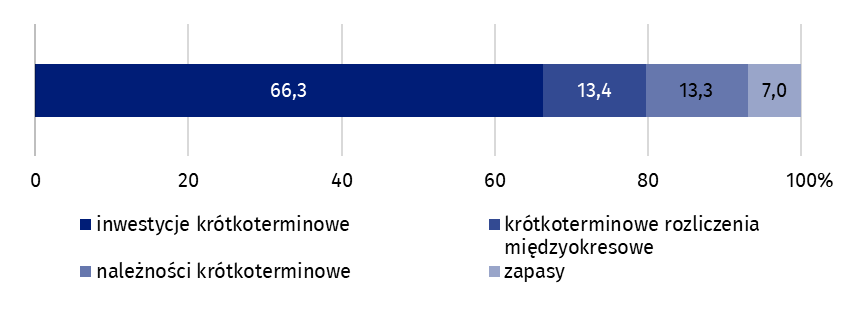 66,3
13,4
13,3
7,0
0
20
40
60
80
100%
inwestycje krótkoterminowe
krótkoterminowe rozliczenia
międzyokresowe
należności krótkoterminowe
zapasy